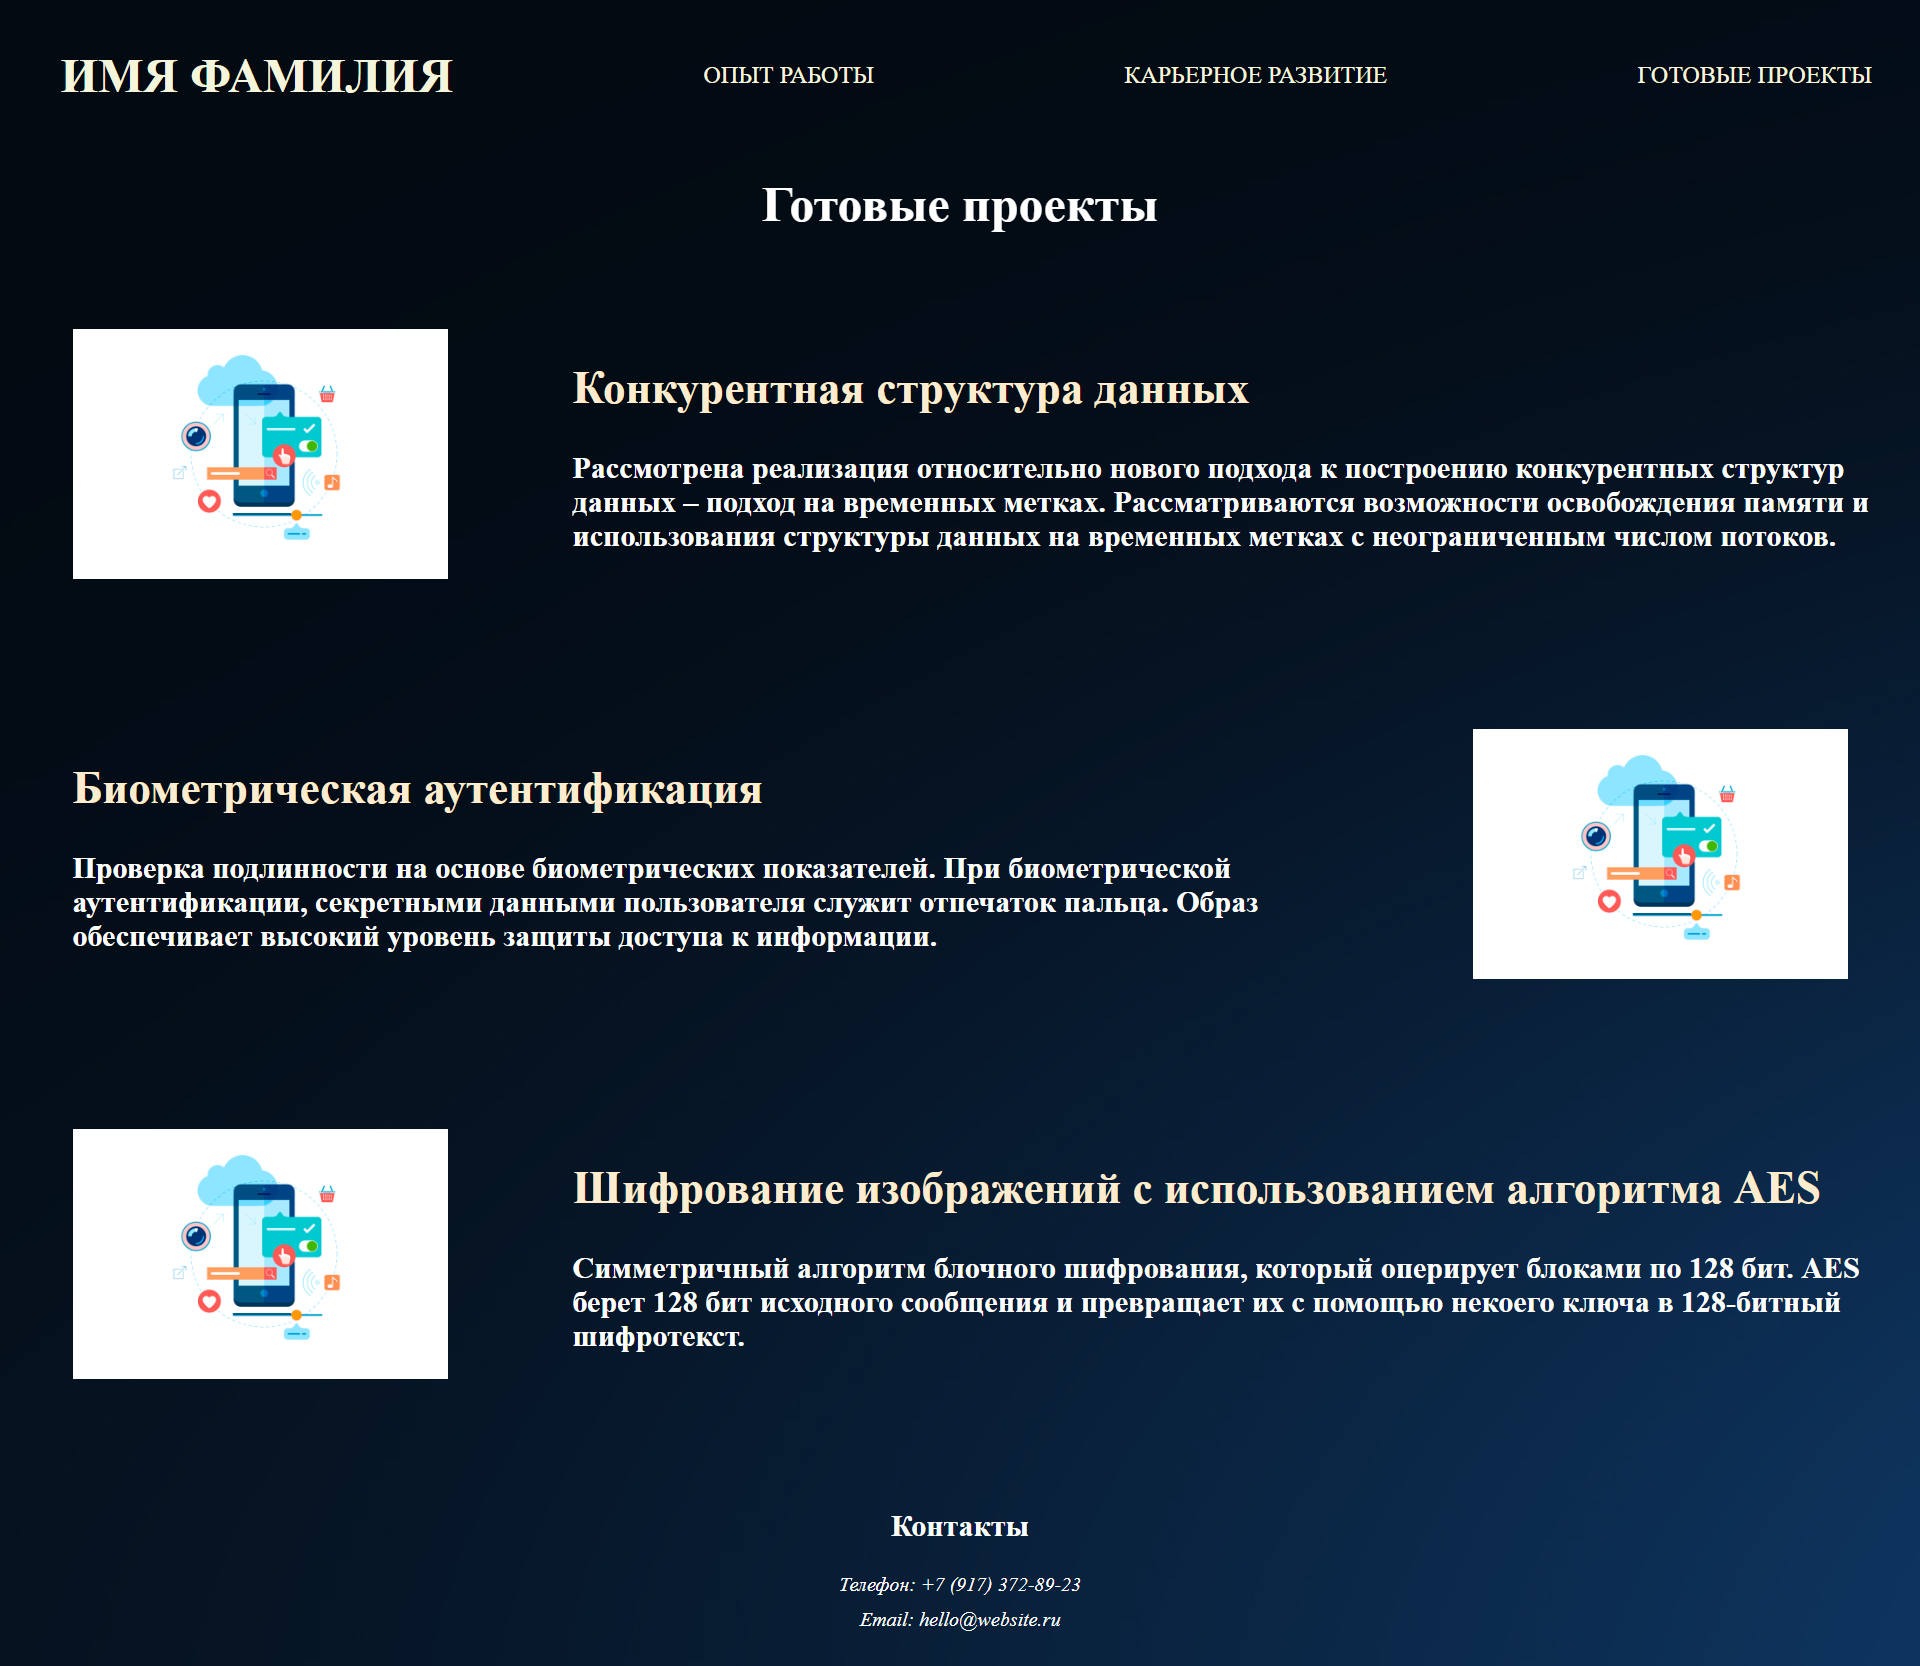 ИМЯ ФАМИЛИЯ
ОПЫТ РАБОТЫ
КАРЬЕРНОЕ РАЗВИТИЕ
ГОТОВЫЕ ПРОЕКТЫ
Готовые проекты
Конкурентная структура данных
Рассмотрена реализация относительно нового подхода к построению конкурентных структур
данных – подход на временных метках. Рассматриваются возможности освобождения памяти и
использования структуры данных на временных метках с неограниченным числом потоков.
Биометрическая аутентификация
Проверка подлинности на основе биометрических показателей. При биометрической
аутентификации, секретными данными пользователя служит отпечаток пальца. Образ
обеспечивает высокий уровень защиты доступа к информации.
Шифрование изображений с использованием алгоритма AES
Симметричный алгоритм блочного шифрования, который оперирует блоками по 128 бит. AES
берет 128 бит исходного сообщения и превращает их с помощью некоего ключа в 128-битный
шифротекст.
Контакты
Телефон: +7 (917) 372-89-23
Email: hello@website.ru